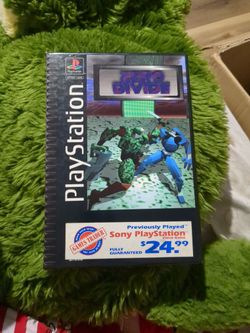 PlayStation
ZERO
DIVIDE
Previously Played
Sony PlayStation
$24.99
FULLY
GUARANTEED
GAMES TRADER